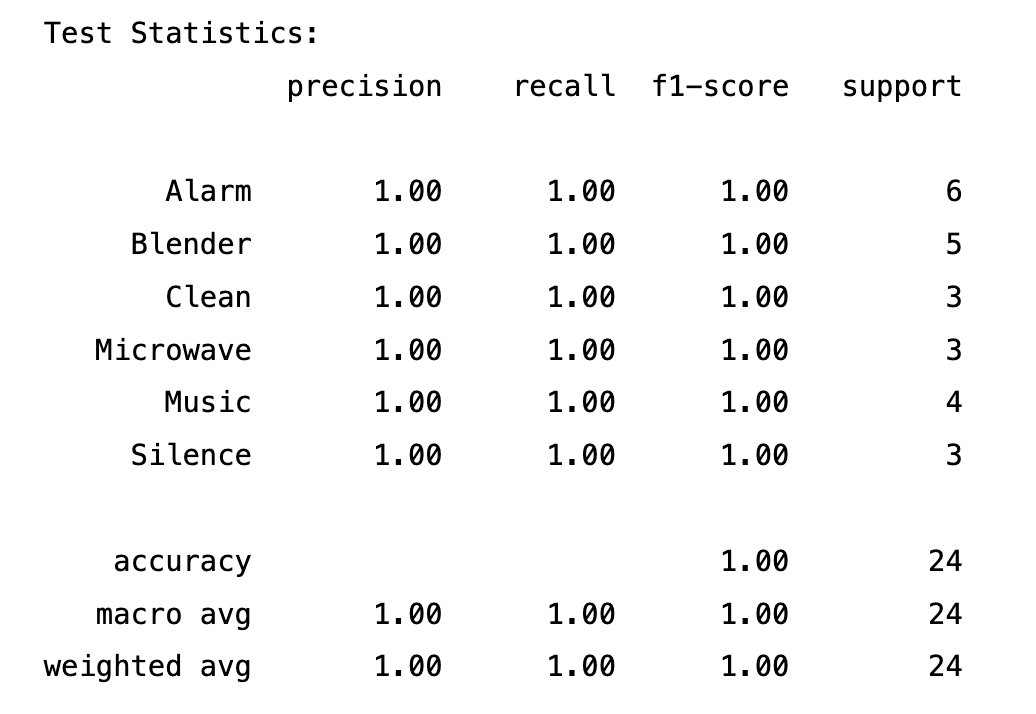 Test Statistics:
precision recall f1-score support
Alarm 1.00 1.00 1.00 6
Blender 1.00 1.00 1.00 5
Clean 1.00 1.00 1.00 3
Microwave 1.00 1.00 1.00 3
Music 1.00 1.00 1.00 4
Silence 1.00 1.00 1.00 3
accuracy 1.00 24
macro avg 1.00 1.00 1.00 24
weighted avg 1.00 1.00 1.00 24